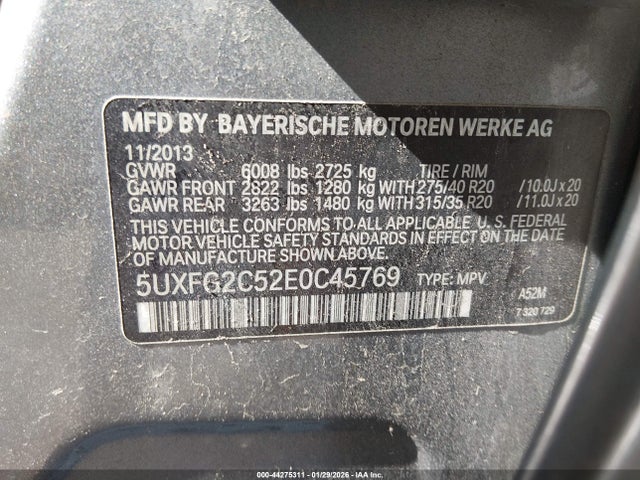 MFD BY BAYERISCHE MOTOREN WERKE AG
11/2013
GVWR 6008 lbs 2725 kg TIRE / RIM
GAWR FRONT 2822 lbs 1280 kg WITH 275/40 R20 /10.0J x 20
GAWR REAR 3263 lbs 1480 kg WITH 315/35 R20 /11.0J x 20
THIS VEHICLE CONFORMS TO ALL APPLICABLE U. S. FEDERAL
MOTOR VEHICLE SAFETY STANDARDS IN EFFECT ON THE DATE
OF MANUFACTURE SHOWN ABOVE.
5UXFG2C52E0C45769 TYPE: MPV
A52M
7 320 729
000-44275311 - 01/29/2026 - IAAI TRADEMARK